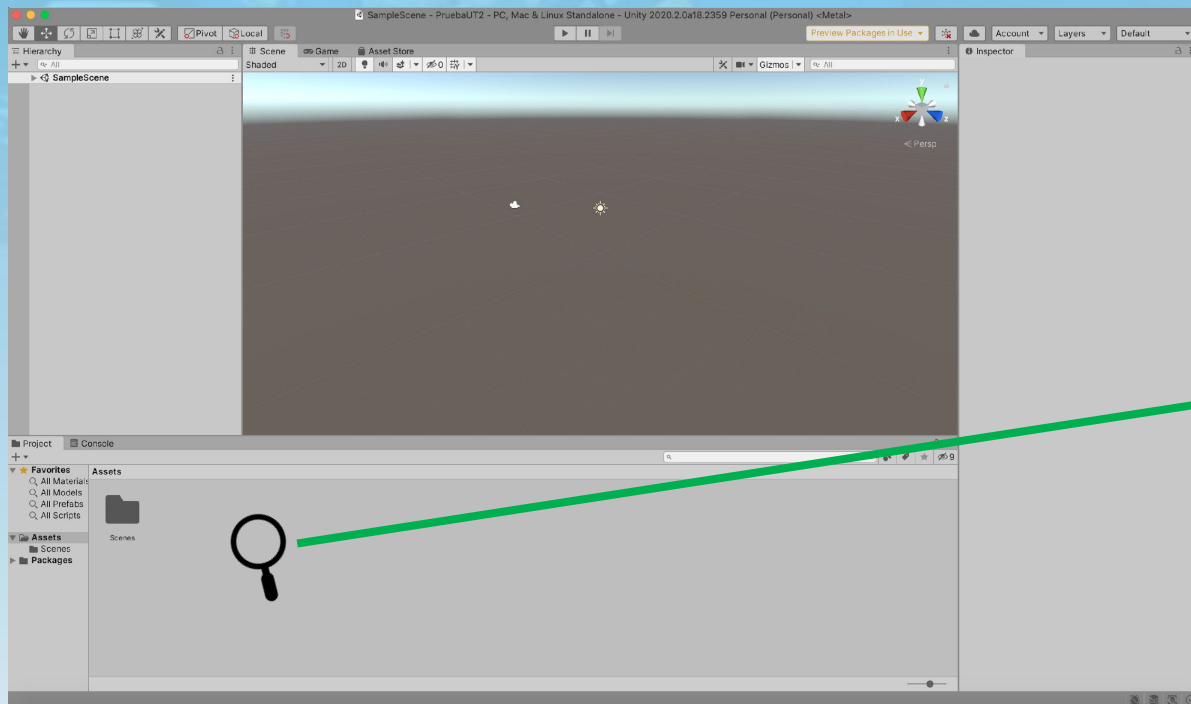 SampleScene - PruebaUT2 - PC, Mac & Linux Standalone - Unity 2020.2.0a18.2359 Personal (Personal) <Metal>
Pivot Local Preview Packages in Use Account Layers Default
Hierarchy Scene Game Asset Store Inspector
All Shaded 2D 0 Gizmos All
SampleScene
y
x z
Persp
Project Console
9
Favorites Assets
All Materials
All Models
All Prefabs
All Scripts
Assets Scenes
Scenes
Packages